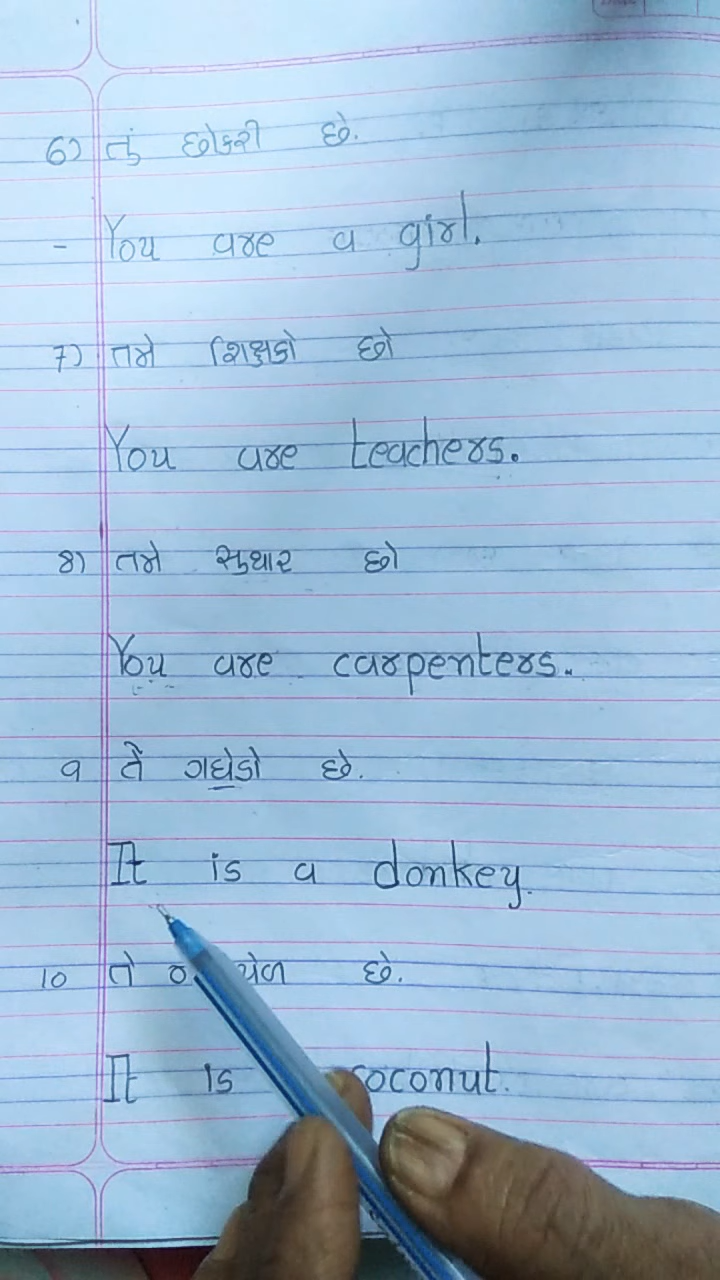 6) તું છોકરી છે.
- You are a girl.
7) તમે શિક્ષકો છો
You are teachers.
8) તમે સુથાર છો
You are carpenters.
9 તે ગધેડો છે.
It is a donkey.
10 તે છે.
It is coconut.